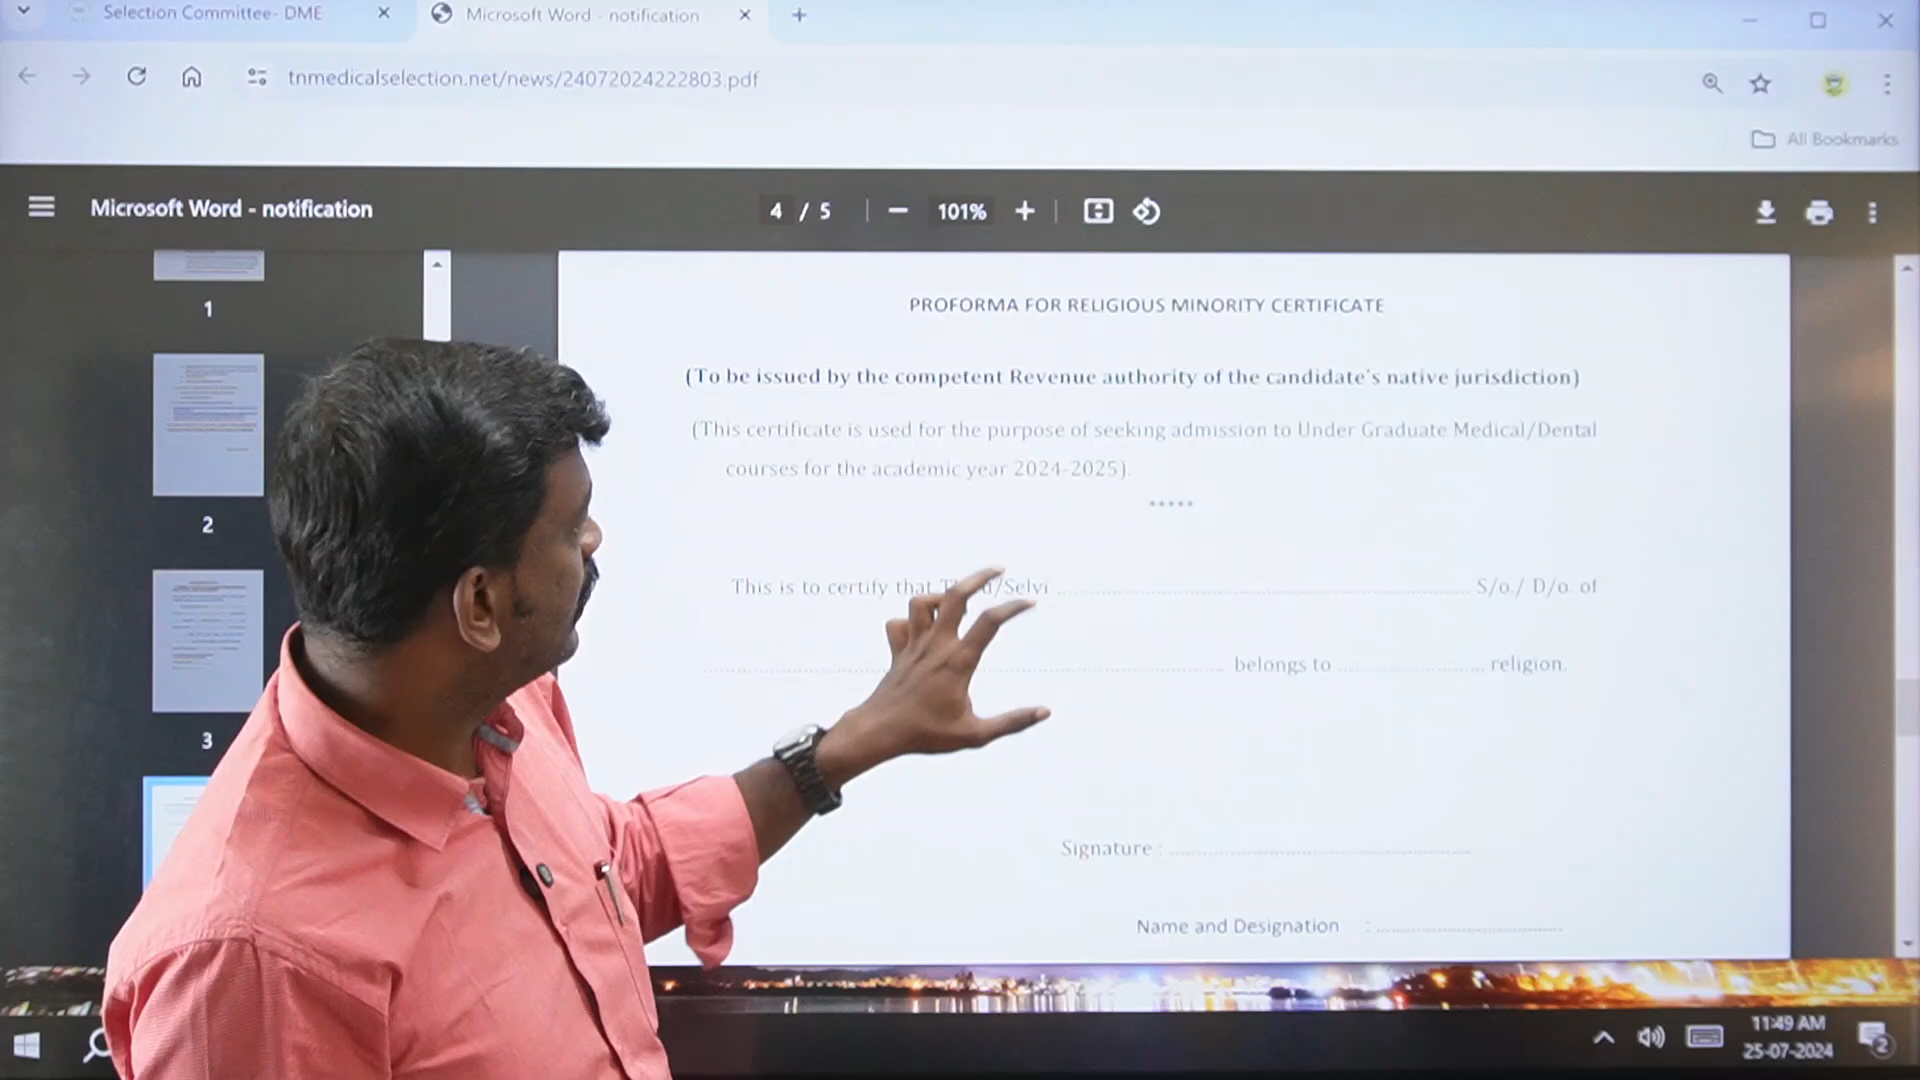 Selection Committee- DME
Microsoft Word - notification
tnmedicalselection.net/news/24072024222803.pdf
All Bookmarks
Microsoft Word - notification
4 / 5
101%
1
2
3
PROFORMA FOR RELIGIOUS MINORITY CERTIFICATE
(To be issued by the competent Revenue authority of the candidate's native jurisdiction)
(This certificate is used for the purpose of seeking admission to Under Graduate Medical/Dental
courses for the academic year 2024-2025).
*****
This is to certify that /Selvi ........................ S/o./ D/o. of
........................ belongs to ........................ religion.
Signature : ........................
Name and Designation : ........................
11:49 AM
25-07-2024
2